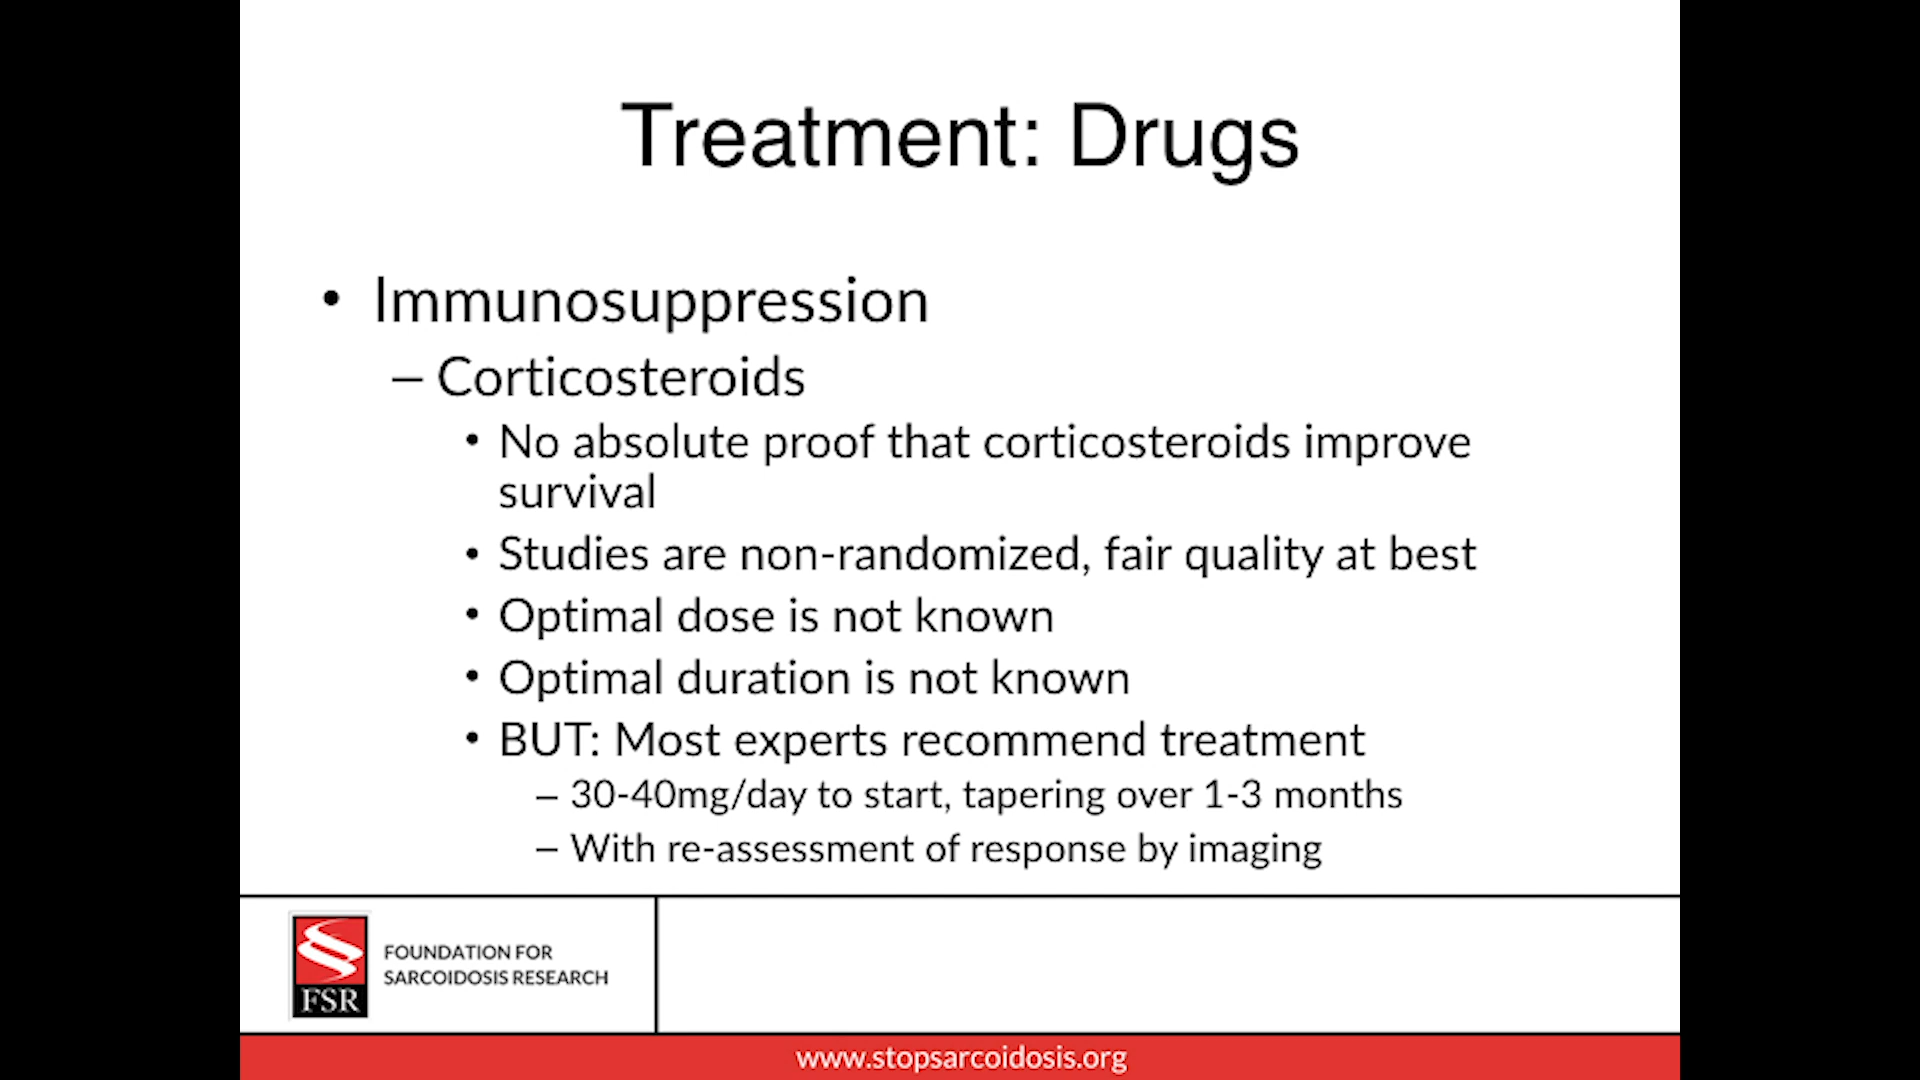 Treatment: Drugs
• Immunosuppression
– Corticosteroids
• No absolute proof that corticosteroids improve
survival
• Studies are non-randomized, fair quality at best
• Optimal dose is not known
• Optimal duration is not known
• BUT: Most experts recommend treatment
– 30-40mg/day to start, tapering over 1-3 months
– With re-assessment of response by imaging
FSR
FOUNDATION FOR
SARCOIDOSIS RESEARCH
www.stopsarcoidosis.org